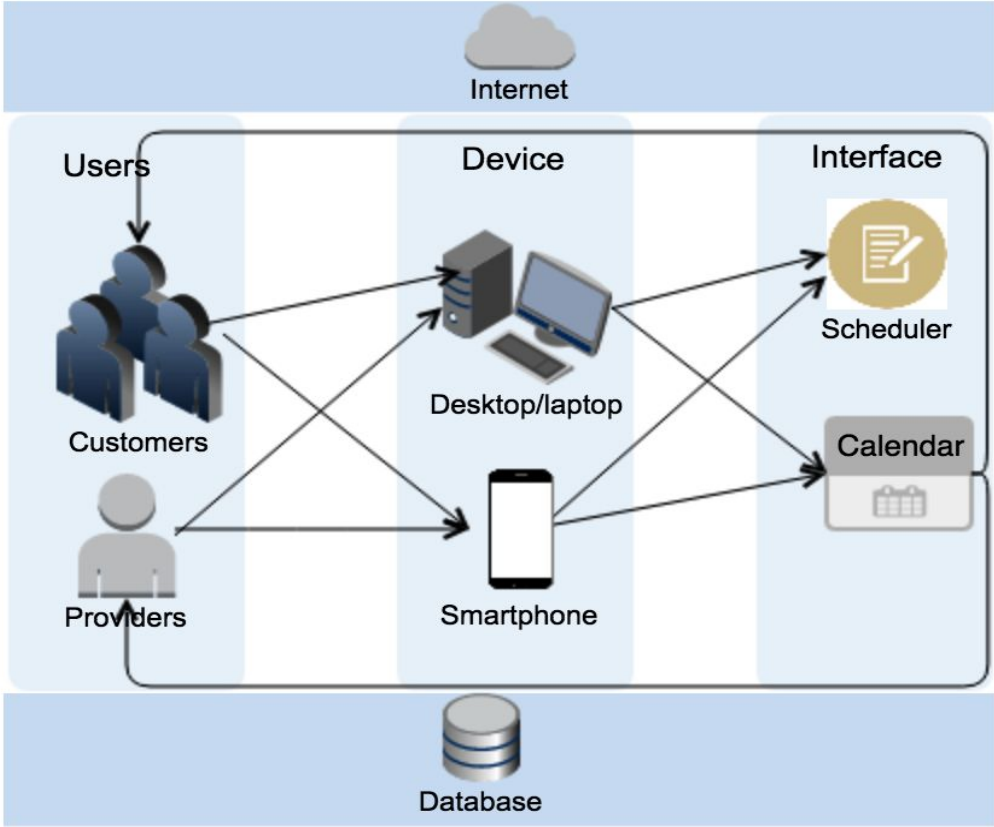 Internet
Users
Device
Interface
Scheduler
Desktop/laptop
Customers
Calendar
Providers
Smartphone
Database